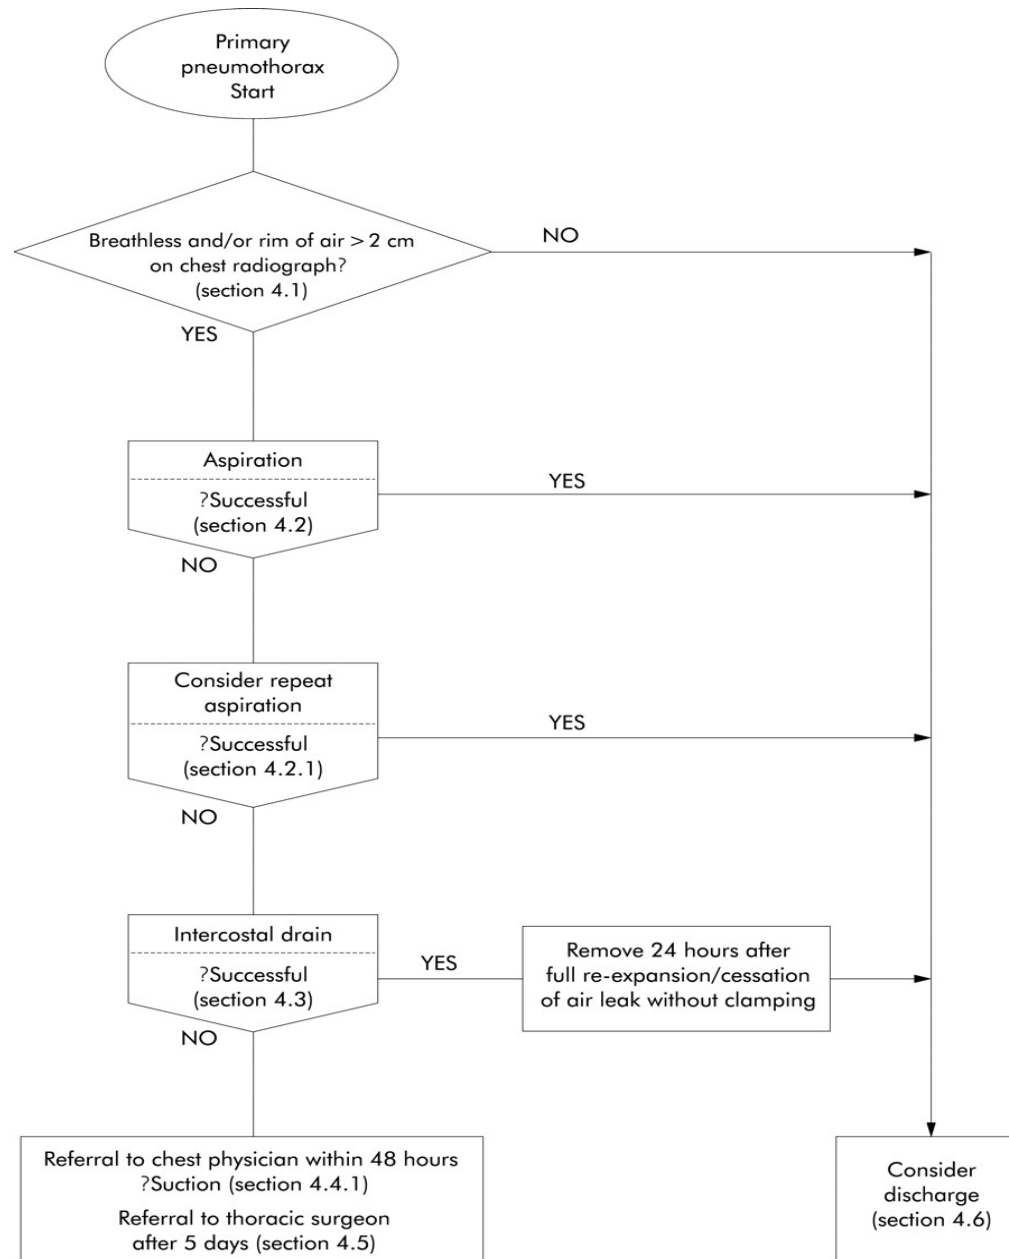 Primary
pneumothorax
Start
Breathless and/or rim of air > 2 cm
on chest radiograph?
(section 4.1)
NO
YES
Aspiration
?Successful
(section 4.2)
YES
NO
Consider repeat
aspiration
?Successful
(section 4.2.1)
YES
NO
Intercostal drain
?Successful
(section 4.3)
YES
Remove 24 hours after
full re-expansion/cessation
of air leak without clamping
NO
Referral to chest physician within 48 hours
?Suction (section 4.4.1)
Referral to thoracic surgeon
after 5 days (section 4.5)
Consider
discharge
(section 4.6)